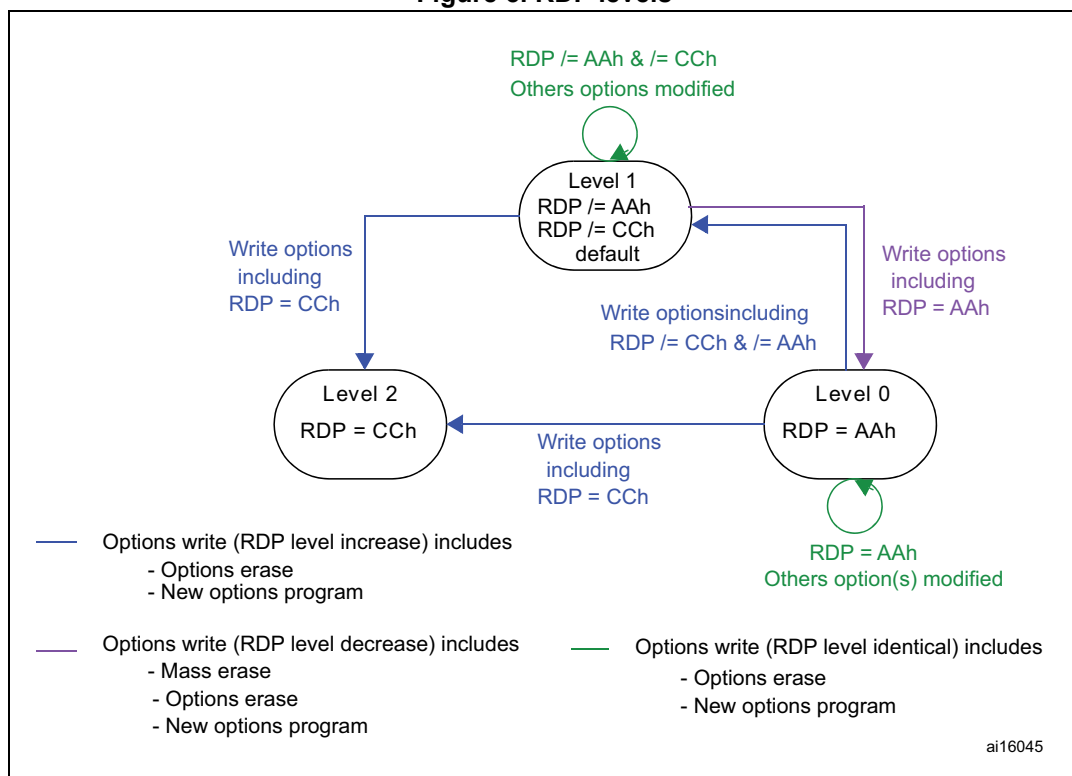 Figure 3. RDP levels
RDP /= AAh & /= CCh
Others options modified
Level 1
RDP /= AAh
RDP /= CCh
default
Write options
including
RDP = CCh
Write options
including
RDP = AAh
Write optionsincluding
RDP /= CCh & /= AAh
Level 2
RDP = CCh
Level 0
RDP = AAh
Write options
including
RDP = CCh
RDP = AAh
Others option(s) modified
Options write (RDP level increase) includes
- Options erase
- New options program
Options write (RDP level decrease) includes
- Mass erase
- Options erase
- New options program
Options write (RDP level identical) includes
- Options erase
- New options program
ai16045